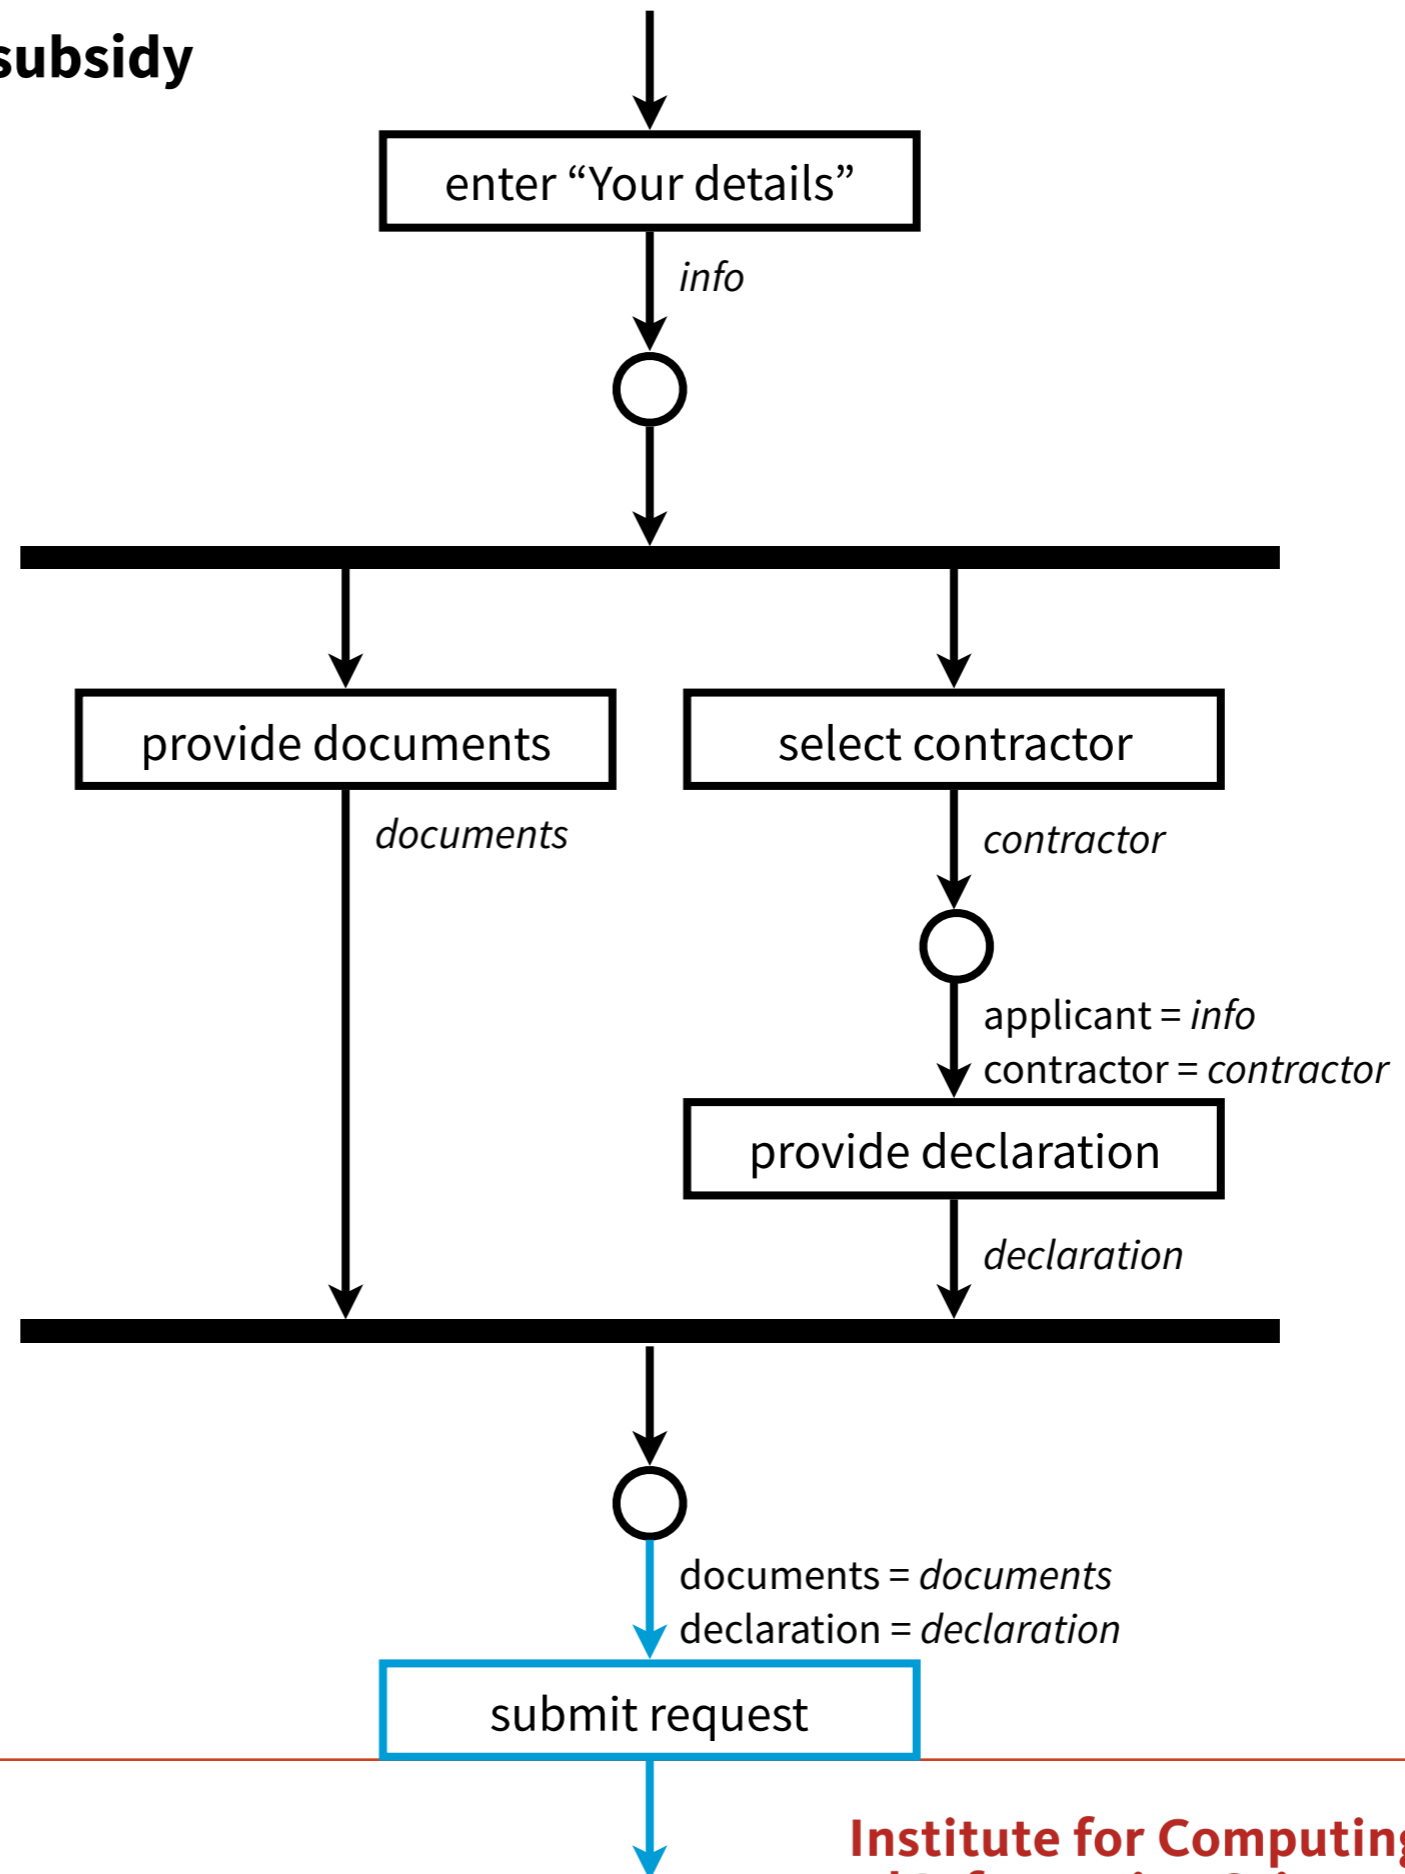 subsidy
enter “Your details”
info
provide documents
select contractor
documents
contractor
applicant = info
contractor = contractor
provide declaration
declaration
documents = documents
declaration = declaration
submit request
Institute for Computing